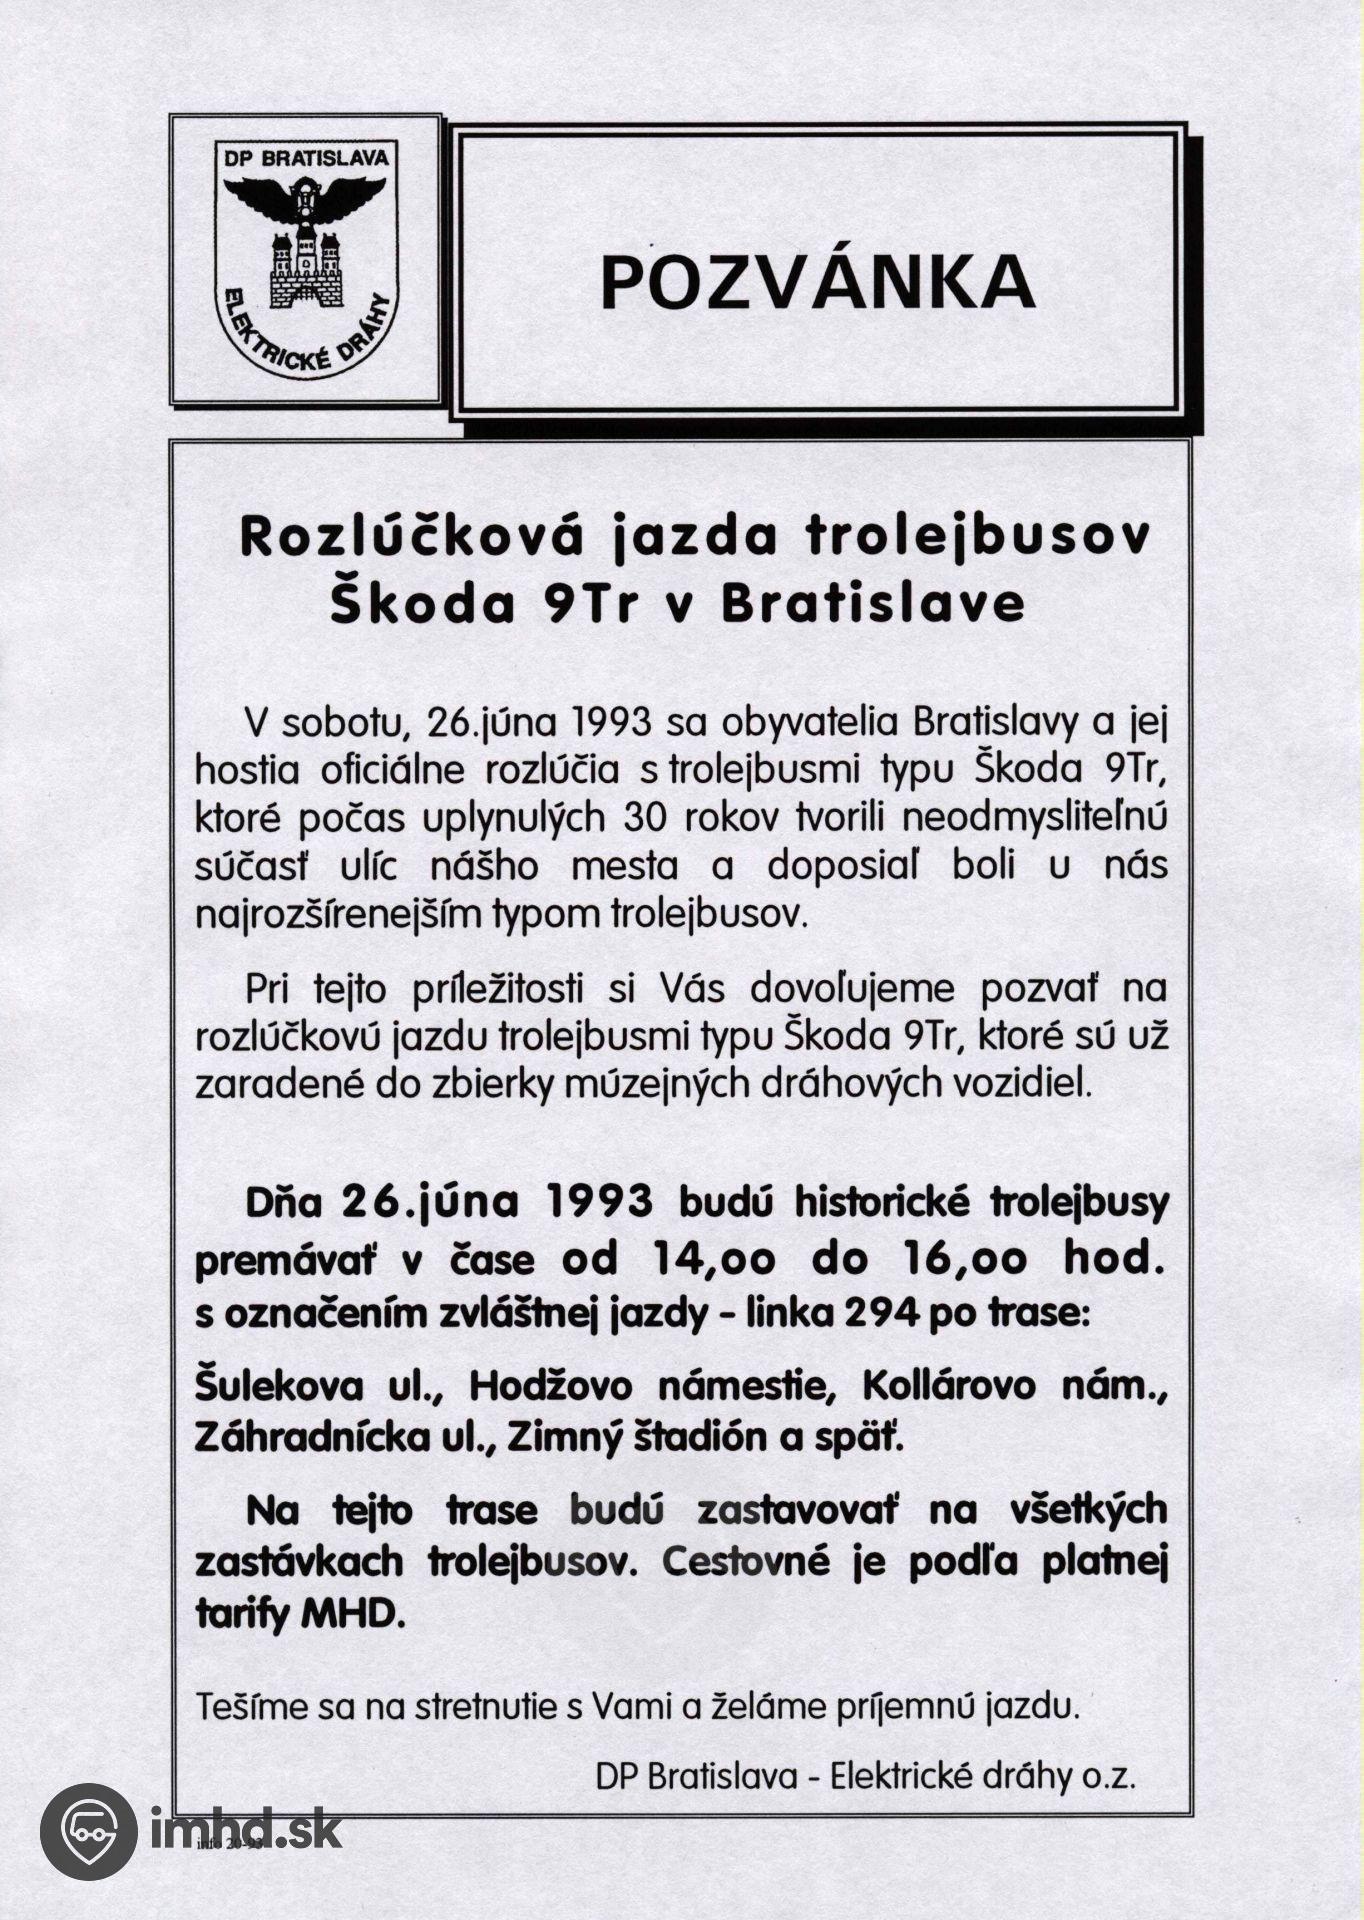 DP BRATISLAVA
ELEKTRICKÉ DRÁHY
POZVÁNKA
Rozlúčková jazda trolejbusov
Škoda 9Tr v Bratislave
V sobotu, 26.júna 1993 sa obyvatelia Bratislavy a jej
hostia oficiálne rozlúčia s trolejbusmi typu Škoda 9Tr,
ktoré počas uplynulých 30 rokov tvorili neodmysliteľnú
súčasť ulíc nášho mesta a doposiaľ boli u nás
najrozšírenejším typom trolejbusov.
Pri tejto príležitosti si Vás dovoľujeme pozvať na
rozlúčkovú jazdu trolejbusmi typu Škoda 9Tr, ktoré sú už
zaradené do zbierky múzejných dráhových vozidiel.
Dňa 26.júna 1993 budú historické trolejbusy
premávať v čase od 14,oo do 16,oo hod.
s označením zvláštnej jazdy - linka 294 po trase:
Šulekova ul., Hodžovo námestie, Kollárovo nám.,
Záhradnícka ul., Zimný štadión a späť.
Na tejto trase budú zastavovať na všetkých
zastávkach trolejbusov. Cestovné je podľa platnej
tarify MHD.
Tešíme sa na stretnutie s Vami a želáme príjemnú jazdu.
DP Bratislava - Elektrické dráhy o.z.
imhd.sk
info 20-93